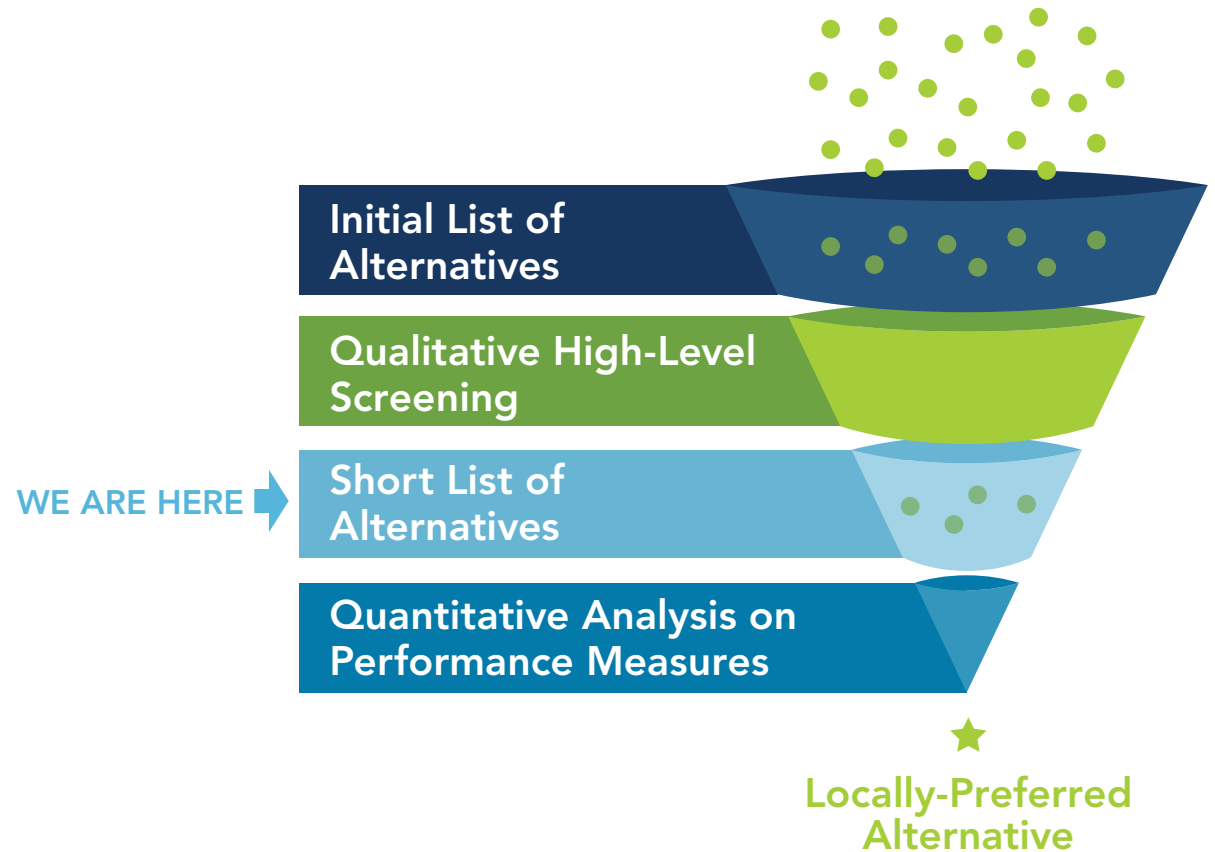 Initial List of
Alternatives
Qualitative High-Level
Screening
WE ARE HERE
Short List of
Alternatives
Quantitative Analysis on
Performance Measures
Locally-Preferred
Alternative